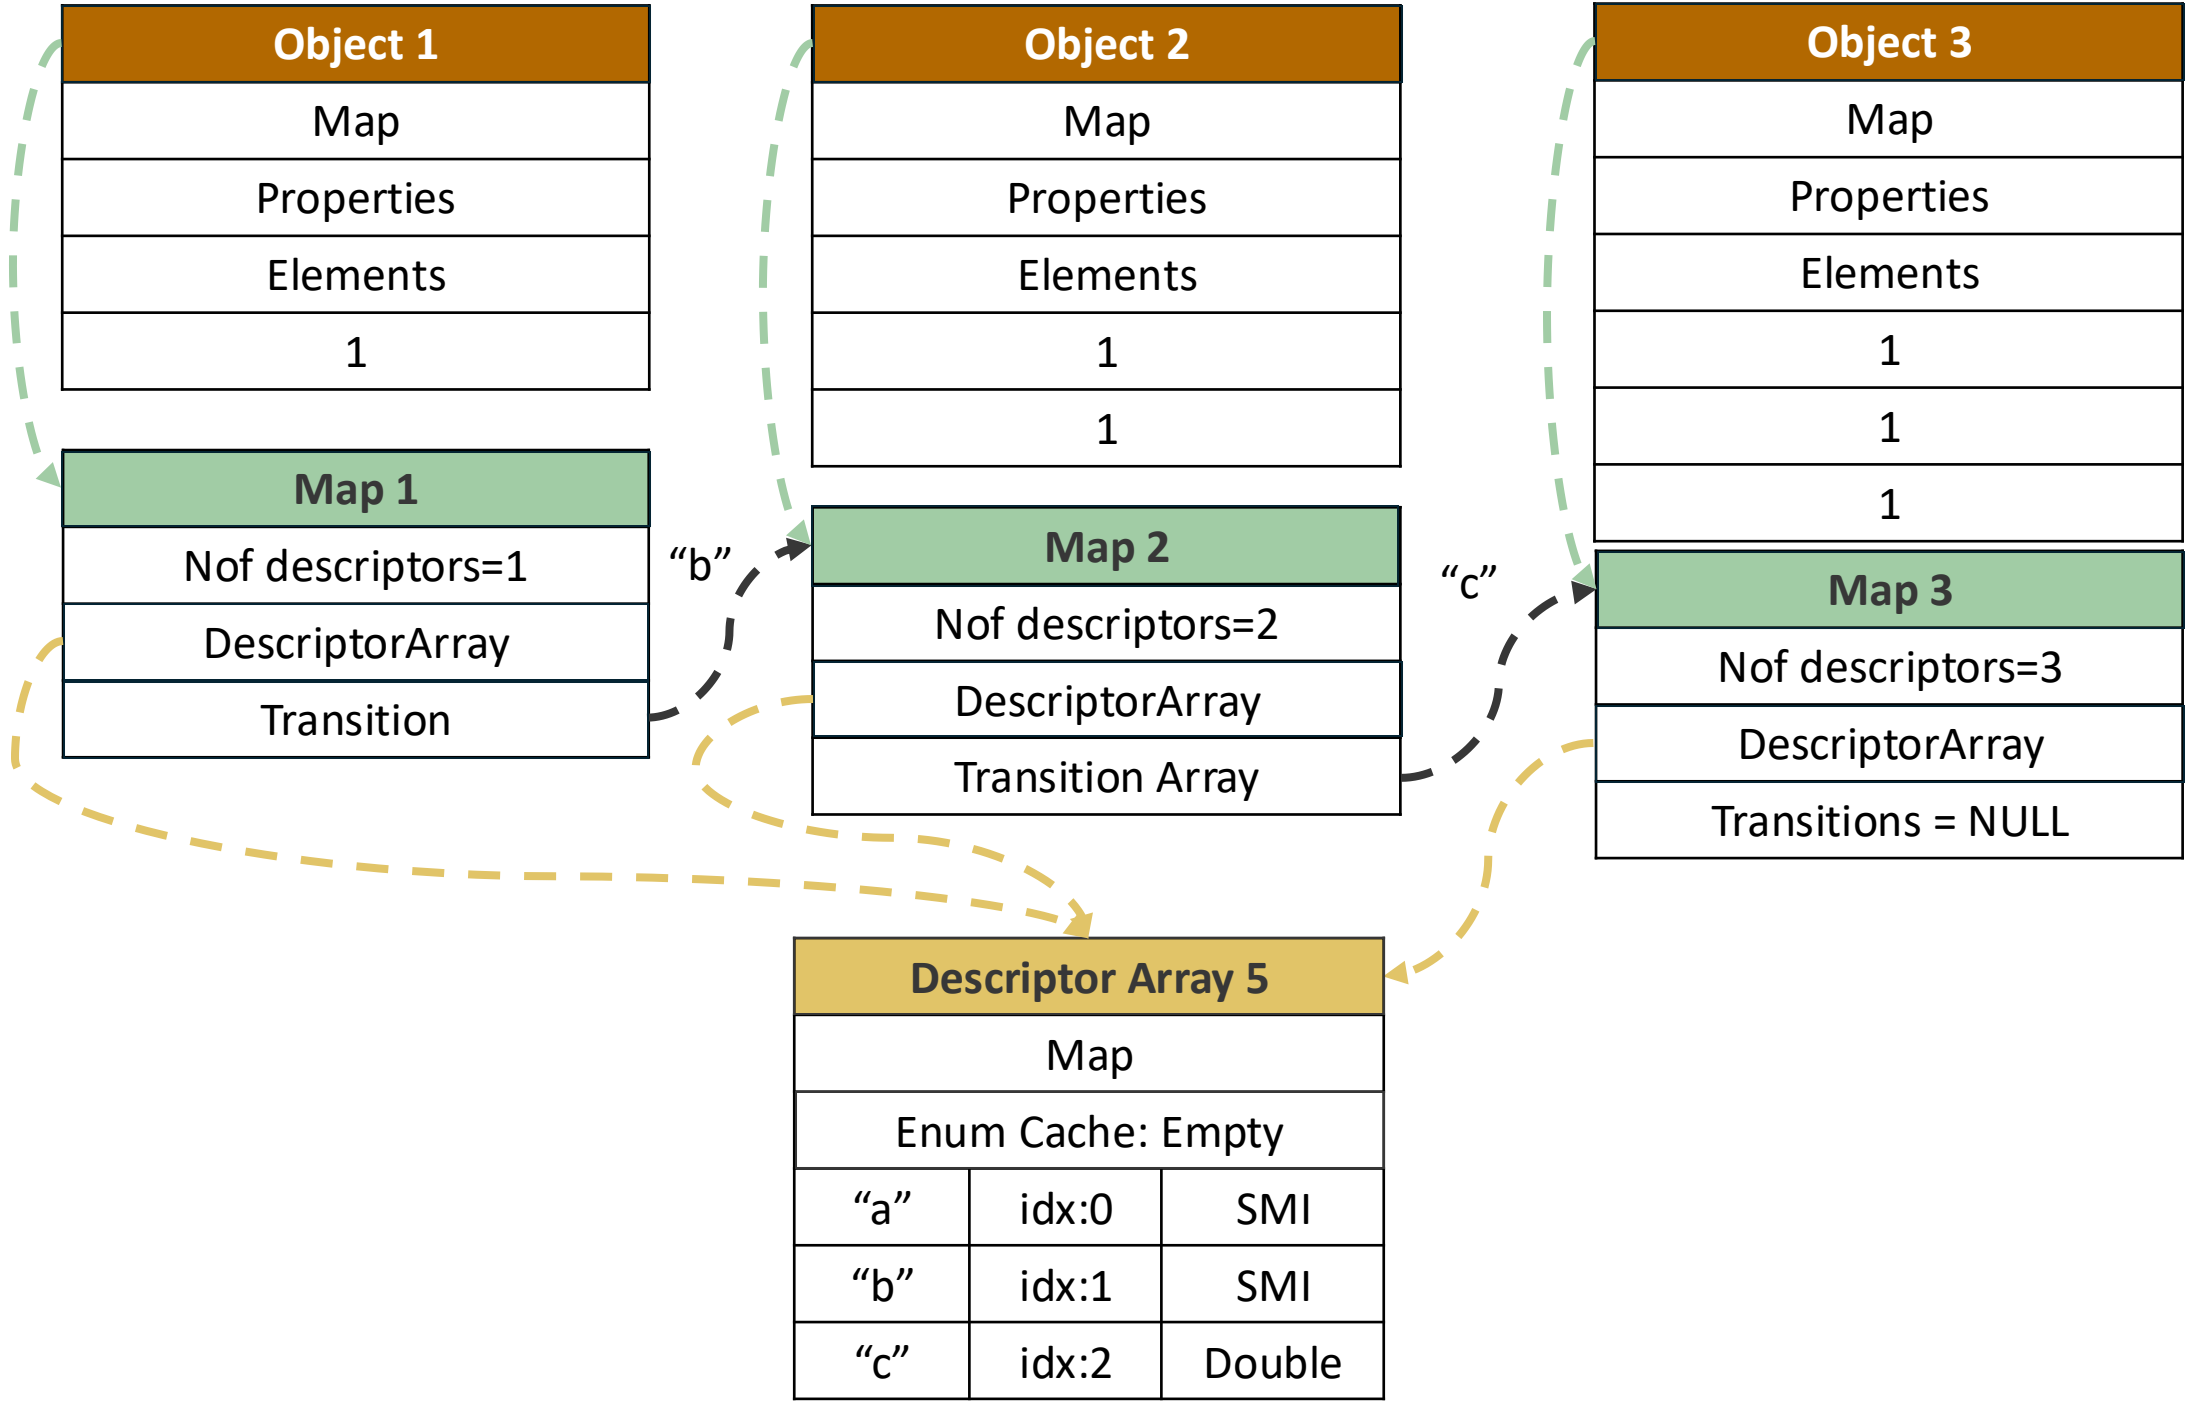 Object 1
Map
Properties
Elements
1
Map 1
Nof descriptors=1
DescriptorArray
Transition
“b”
Object 2
Map
Properties
Elements
1
1
Map 2
Nof descriptors=2
DescriptorArray
Transition Array
“c”
Object 3
Map
Properties
Elements
1
1
1
Map 3
Nof descriptors=3
DescriptorArray
Transitions = NULL
Descriptor Array 5
Map
Enum Cache: Empty
“a” idx:0 SMI
“b” idx:1 SMI
“c” idx:2 Double